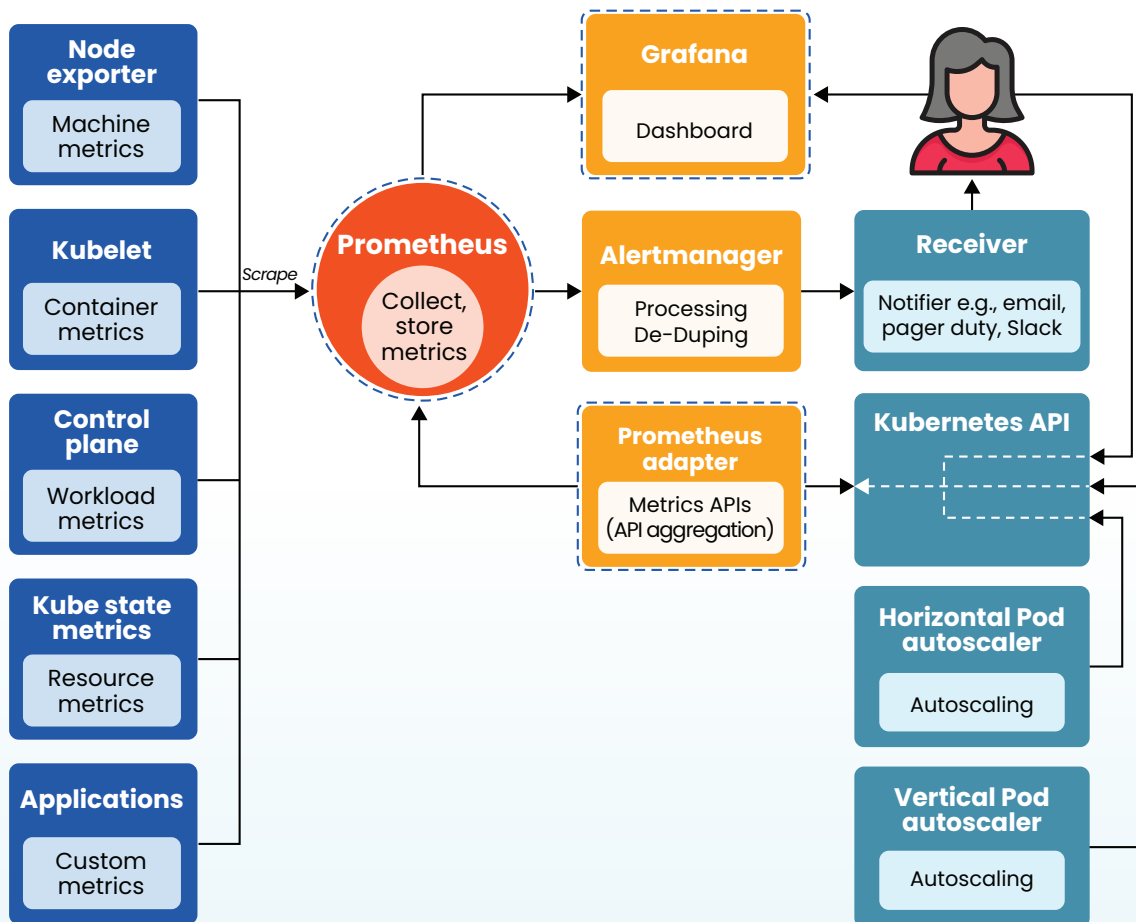 Node
exporter
Machine
metrics
Kubelet
Container
metrics
Control
plane
Workload
metrics
Kube state
metrics
Resource
metrics
Applications
Custom
metrics
Scrape
Prometheus
Collect,
store
metrics
Grafana
Dashboard
Alertmanager
Processing
De-Duping
Prometheus
adapter
Metrics APIs
(API aggregation)
Receiver
Notifier e.g., email,
pager duty, Slack
Kubernetes API
Horizontal Pod
autoscaler
Autoscaling
Vertical Pod
autoscaler
Autoscaling